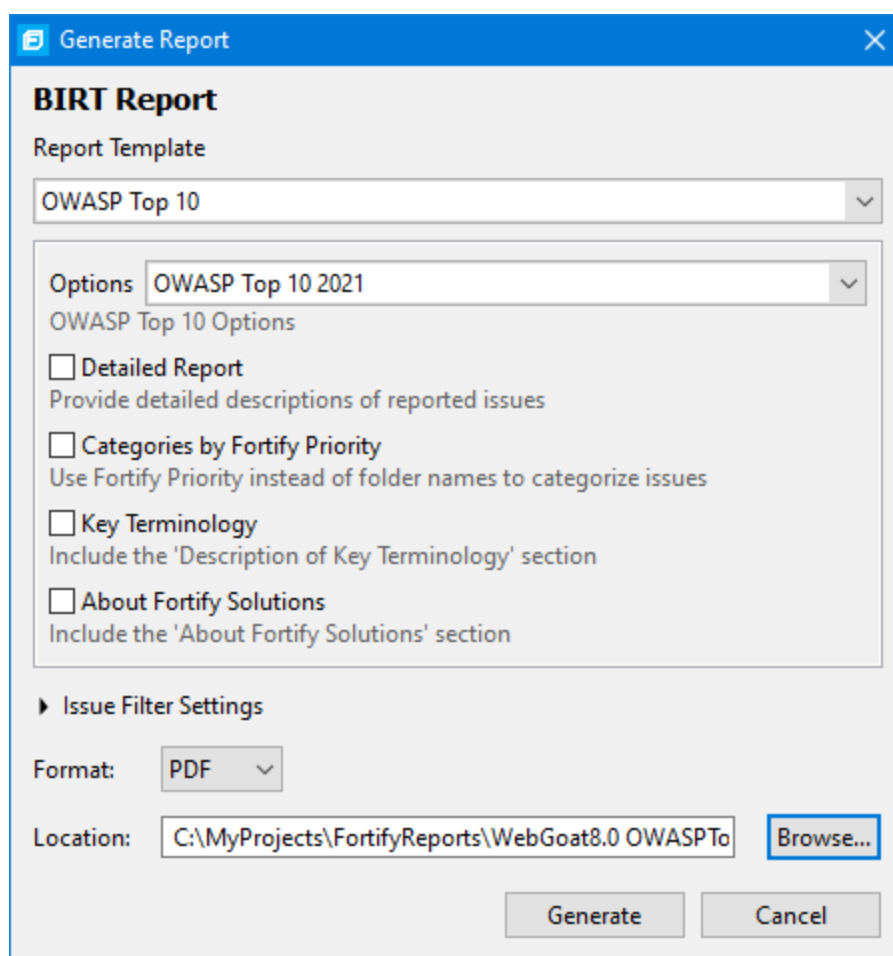 Generate Report
BIRT Report
Report Template
OWASP Top 10
Options OWASP Top 10 2021
OWASP Top 10 Options
Detailed Report
Provide detailed descriptions of reported issues
Categories by Fortify Priority
Use Fortify Priority instead of folder names to categorize issues
Key Terminology
Include the 'Description of Key Terminology' section
About Fortify Solutions
Include the 'About Fortify Solutions' section
Issue Filter Settings
Format: PDF
Location: C:\MyProjects\FortifyReports\WebGoat8.0 OWASPTo Browse...
Generate Cancel